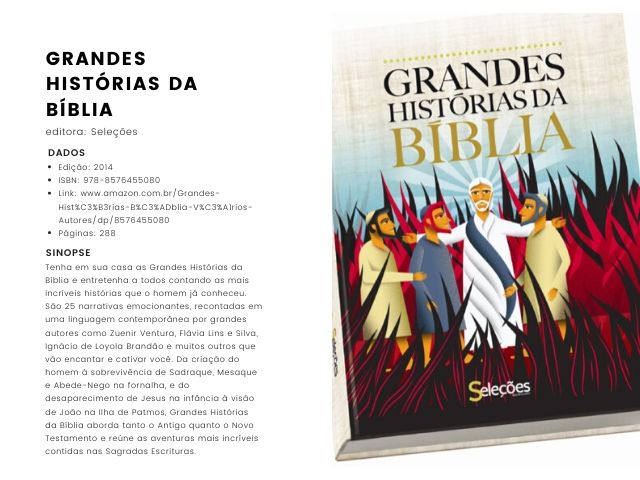 GRANDES
HISTÓRIAS DA
BÍBLIA
editora: Seleções
DADOS
• Edição: 2014
• ISBN: 978-8576455080
• Link: www.amazon.com.br/Grandes-
Hist%C3%B3rias-B%C3%ADblia-V%C3%A1rios-
Autores/dp/8576455080
• Páginas: 288
SINOPSE
Tenha em sua casa as Grandes Histórias da
Bíblia e entretenha a todos contando as mais
incríveis histórias que o homem já conheceu.
São 25 narrativas emocionantes, recontadas em
uma linguagem contemporânea por grandes
autores como Zuenir Ventura, Flávia Lins e Silva,
Ignácio de Loyola Brandão e muitos outros que
vão encantar e cativar você. Da criação do
homem à sobrevivência de Sadraque, Mesaque
e Abede-Nego na fornalha, e do
desaparecimento de Jesus na infância à visão
de João na Ilha de Patmos, Grandes Histórias
da Bíblia aborda tanto o Antigo quanto o Novo
Testamento e reúne as aventuras mais incríveis
contidas nas Sagradas Escrituras.
GRANDES
HISTÓRIAS DA
BÍBLIA
Seleções
Seleções